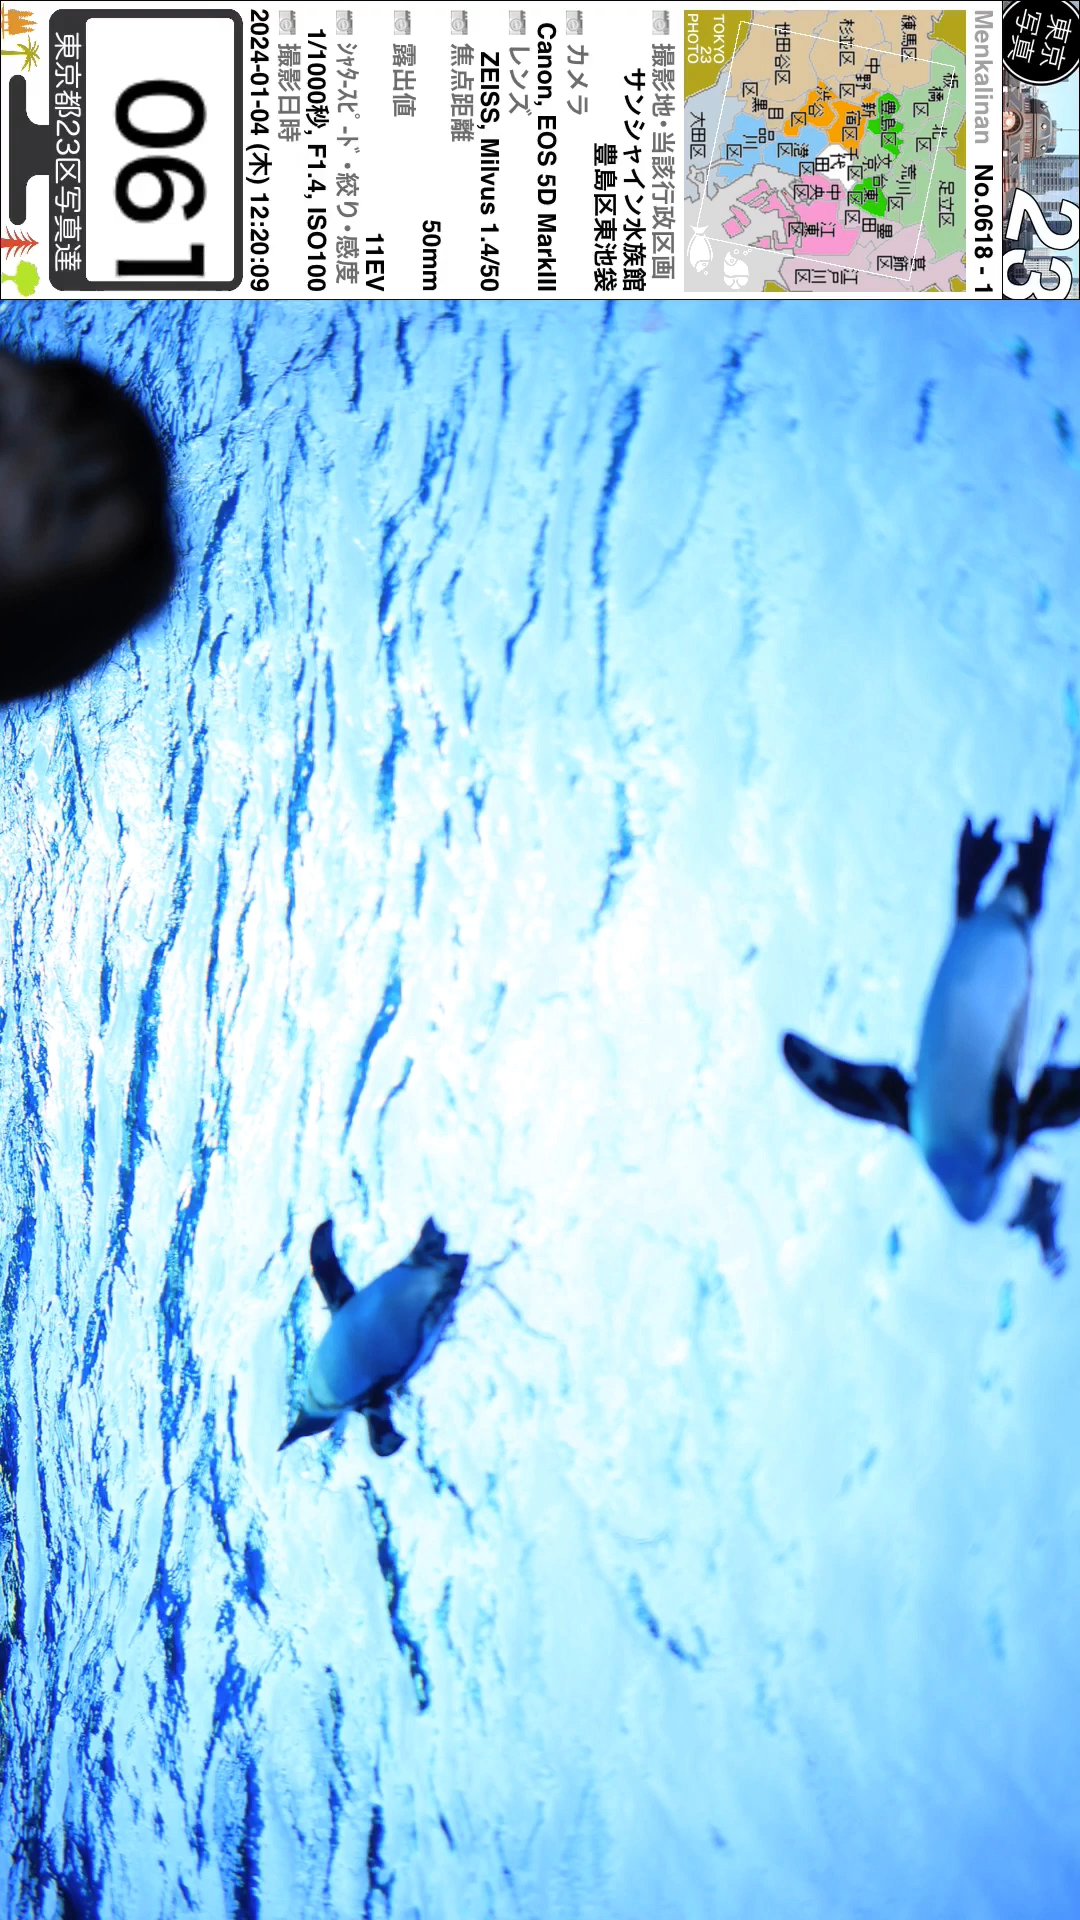 東京
写真
23
Menkalinan No.0618 - 1
練馬区
板橋区
北区
足立区
杉並区
中野区
豊島区
文京区
荒川区
葛飾区
世田谷区
渋谷区
新宿区
千代田区
台東区
墨田区
目黒区
品川区
港区
中央区
江東区
江戸川区
大田区
TOKYO
23
PHOTO
撮影地・当該行政区画
サンシャイン水族館
豊島区東池袋
カメラ
Canon, EOS 5D MarkIII
レンズ
ZEISS, Milvus 1.4/50
焦点距離
50mm
露出値
11EV
シャッタースピード・絞り・感度
1/1000秒, F1.4, ISO100
撮影日時
2024-01-04 (木) 12:20:09
061
東京都23区写真達